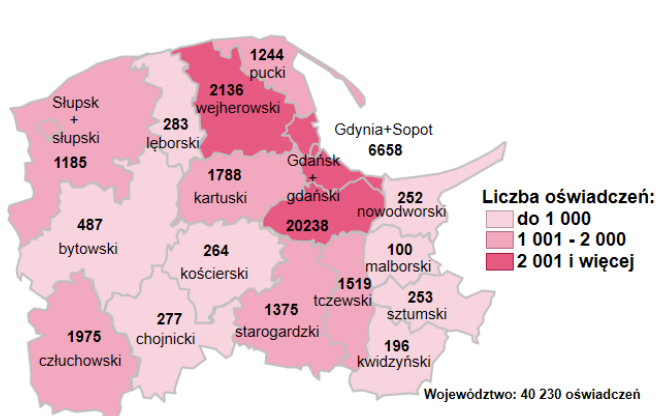 1244
pucki
2136
wejherowski
Słupsk
+
słupski
1185
283
lęborski
Gdynia+Sopot
6658
Gdańsk
+
gdański
20238
1788
kartuski
252
nowodworski
487
bytowski
264
kościerski
100
malborski
1519
tczewski
253
sztumski
1375
starogardzki
277
chojnicki
1975
człuchowski
196
kwidzyński
Liczba oświadczeń:
do 1 000
1 001 - 2 000
2 001 i więcej
Województwo: 40 230 oświadczeń